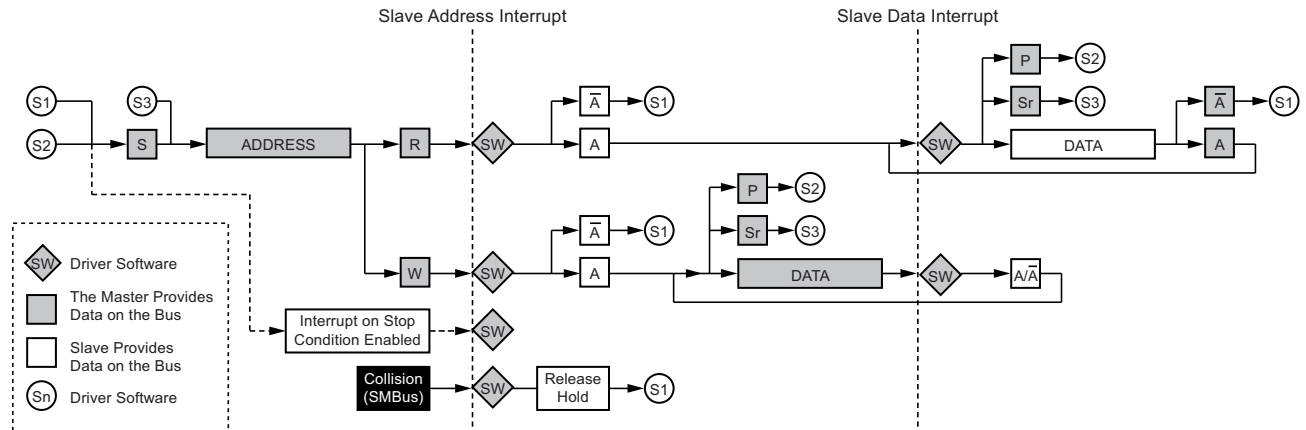 Slave Address Interrupt
Slave Data Interrupt
P
S2
S1
S3
A̅
S1
Sr
S3
A̅
S1
S2
S
ADDRESS
R
SW
A
SW
DATA
A
P
S2
A̅
S1
Sr
S3
W
SW
A
DATA
SW
A/A̅
SW
Driver Software
The Master Provides
Data on the Bus
Slave Provides
Data on the Bus
Sn
Driver Software
Interrupt on Stop
Condition Enabled
SW
Collision
(SMBus)
SW
Release
Hold
S1